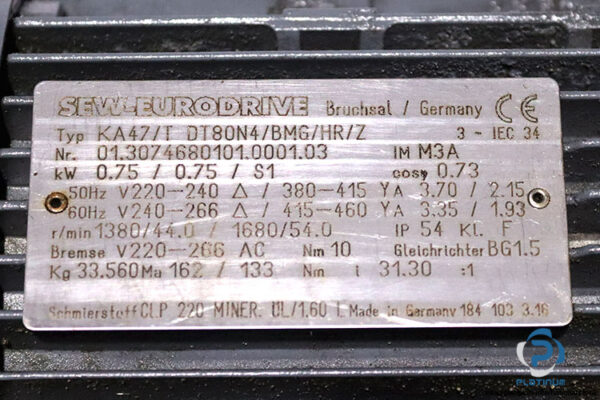 SEW-EURODRIVE Bruchsal / Germany CE
Typ KA47/T DT80N4/BMG/HR/Z 3 ~ IEC 34
Nr. 01.3074680101.0001.03 IM M3A
kW 0.75 / 0.75 / S1 cosφ 0.73
50Hz V220-240 Δ / 380-415 Y A 3.70 / 2.15
60Hz V240-266 Δ / 415-460 Y A 3.35 / 1.93
r/min 1380/44.0 / 1680/54.0 IP 54 Kl. F
Bremse V220-266 AC Nm 10 Gleichrichter BG1.5
Kg 33.560 Ma 162 / 133 Nm i 31.30 :1
Schmierstoff CLP 220 MINER. ÖL/1.60 l Made in Germany 184 103 3.16
PLATINUM